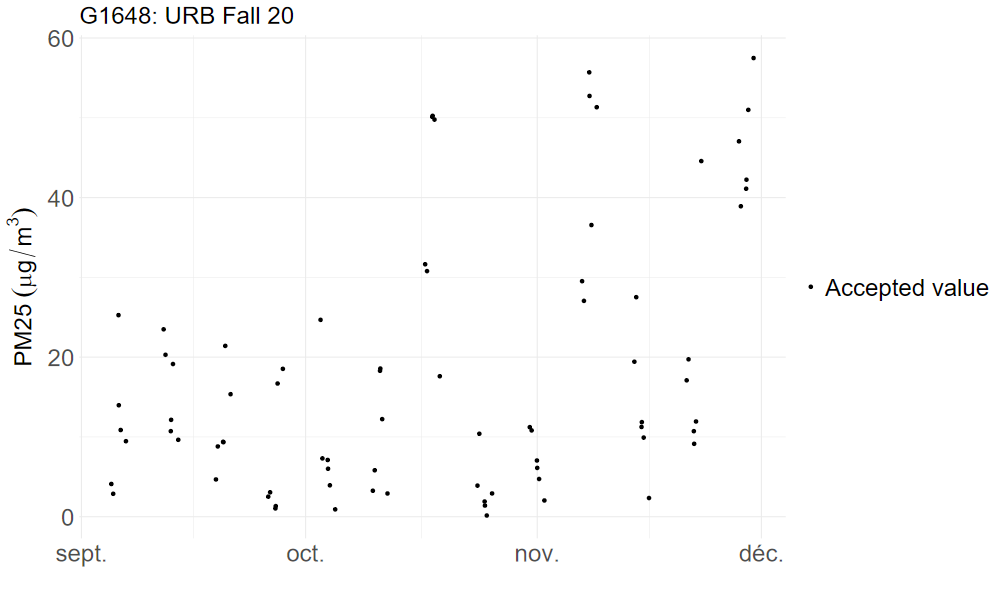 G1648: URB Fall 20
60
40
20
0
PM25 (μg/m³)
sept.
oct.
nov.
déc.
Accepted value